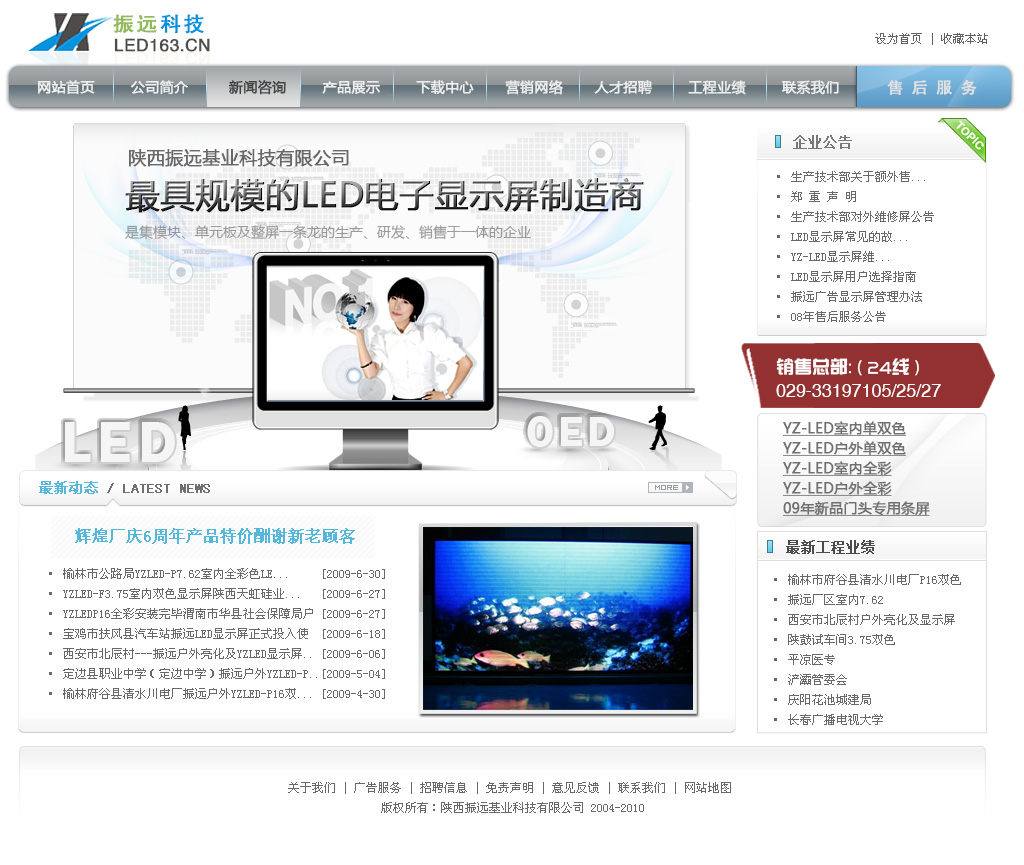 振远科技
LED163.CN
设为首页 | 收藏本站
网站首页 公司简介 新闻咨询 产品展示 下载中心 营销网络 人才招聘 工程业绩 联系我们 售后服务
陕西振远基业科技有限公司
最具规模的LED电子显示屏制造商
是集模块、单元板及整屏一条龙的生产、研发、销售于一体的企业
NO1
LED
OED
企业公告
TOPIC
生产技术部关于额外售...
郑 重 声 明
生产技术部对外维修屏公告
LED显示屏常见的故...
YZ-LED显示屏维...
LED显示屏用户选择指南
振远广告显示屏管理办法
08年售后服务公告
销售总部:(24线)
029-33197105/25/27
YZ-LED室内单双色
YZ-LED户外单双色
YZ-LED室内全彩
YZ-LED户外全彩
09年新品门头专用条屏
最新动态 / LATEST NEWS
MORE
辉煌厂庆6周年产品特价酬谢新老顾客
榆林市公路局YZLED-P7.62室内全彩色LE... [2009-6-30]
YZLED-F3.75室内双色显示屏陕西天虹硅业... [2009-6-27]
YZLEDP16全彩安装完毕渭南市华县社会保障局户 [2009-6-27]
宝鸡市扶风县汽车站振远LED显示屏正式投入使 [2009-6-18]
西安市北辰村---振远户外亮化及YZLED显示屏.. [2009-6-06]
定边县职业中学(定边中学)振远户外YZLED-P.. [2009-5-04]
榆林府谷县清水川电厂振远户外YZLED-P16双... [2009-4-30]
最新工程业绩
榆林市府谷县清水川电厂P16双色
振远厂区室内7.62
西安市北辰村户外亮化及显示屏
陕鼓试车间3.75双色
平凉医专
浐灞管委会
庆阳花池城建局
长春广播电视大学
关于我们 | 广告服务 | 招聘信息 | 免责声明 | 意见反馈 | 联系我们 | 网站地图
版权所有：陕西振远基业科技有限公司 2004-2010